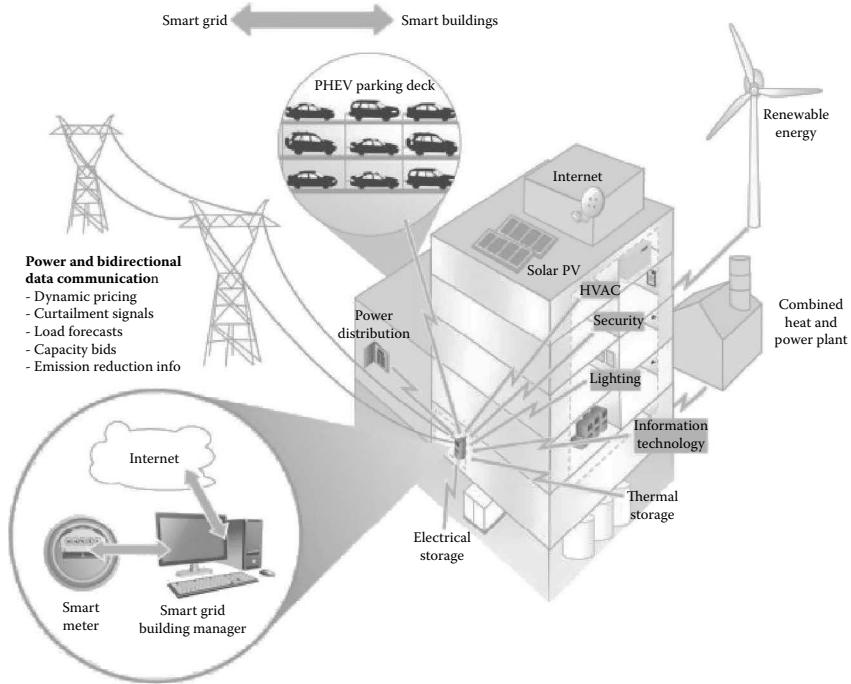 Smart grid
Smart buildings
PHEV parking deck
Renewable
energy
Internet
Solar PV
HVAC
Security
Lighting
Information
technology
Combined
heat and
power plant
Power and bidirectional
data communication
- Dynamic pricing
- Curtailment signals
- Load forecasts
- Capacity bids
- Emission reduction info
Power
distribution
Thermal
storage
Electrical
storage
Internet
Smart
meter
Smart grid
building manager